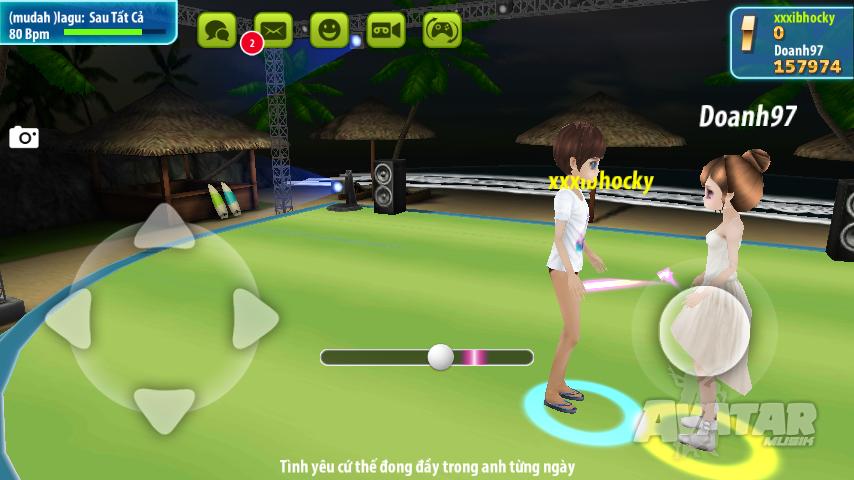 (mudah )lagu: Sau Tất Cả
80 Bpm
2
xxxibhocky
0
Doanh97
157974
Doanh97
xxxibhocky
AVATAR
MUSIK
Tình yêu cứ thế đong đầy trong anh từng ngày